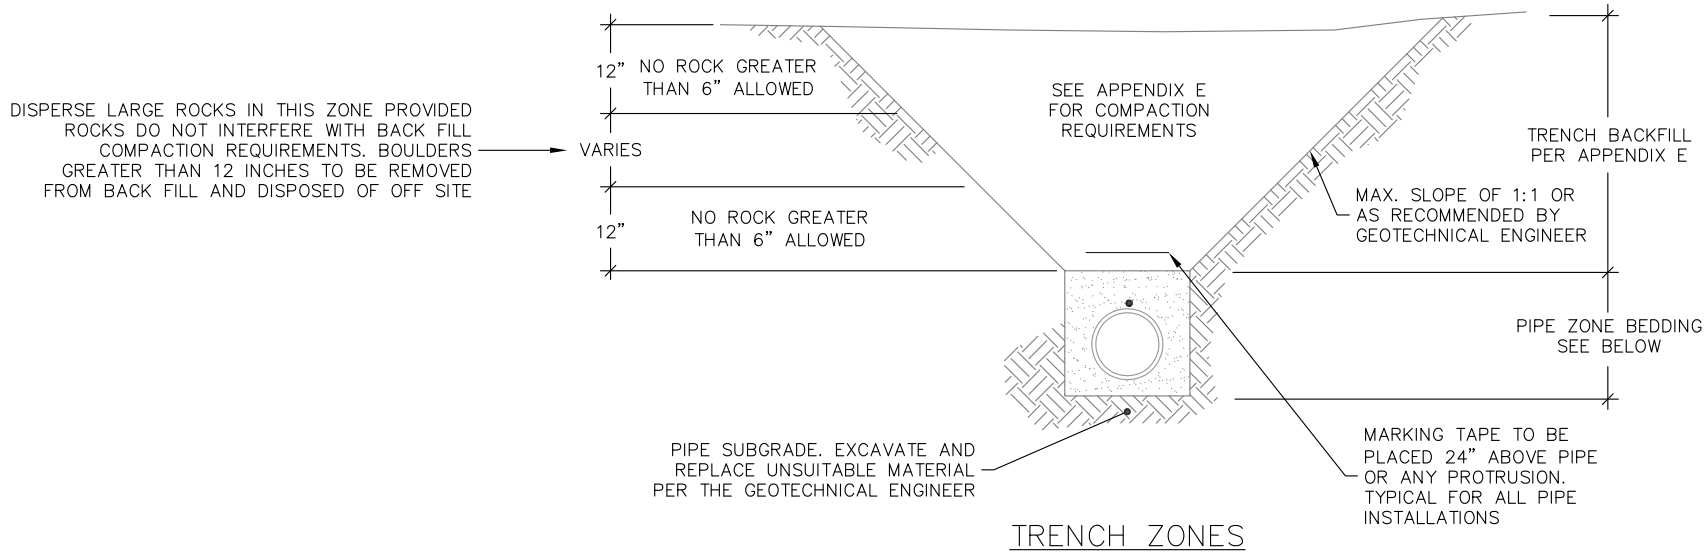 12”
NO ROCK GREATER
THAN 6” ALLOWED
DISPERSE LARGE ROCKS IN THIS ZONE PROVIDED
ROCKS DO NOT INTERFERE WITH BACK FILL
COMPACTION REQUIREMENTS. BOULDERS
GREATER THAN 12 INCHES TO BE REMOVED
FROM BACK FILL AND DISPOSED OF OFF SITE
VARIES
12”
NO ROCK GREATER
THAN 6” ALLOWED
SEE APPENDIX E
FOR COMPACTION
REQUIREMENTS
TRENCH BACKFILL
PER APPENDIX E
MAX. SLOPE OF 1:1 OR
AS RECOMMENDED BY
GEOTECHNICAL ENGINEER
PIPE ZONE BEDDING
SEE BELOW
PIPE SUBGRADE. EXCAVATE AND
REPLACE UNSUITABLE MATERIAL
PER THE GEOTECHNICAL ENGINEER
MARKING TAPE TO BE
PLACED 24” ABOVE PIPE
OR ANY PROTRUSION.
TYPICAL FOR ALL PIPE
INSTALLATIONS
TRENCH ZONES